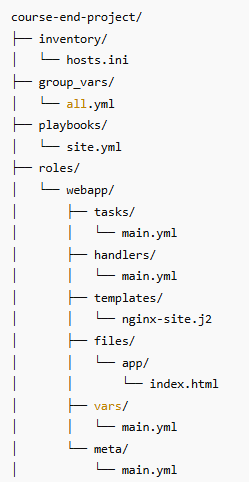 course-end-project/
├── inventory/
│   └── hosts.ini
├── group_vars/
│   └── all.yml
├── playbooks/
│   └── site.yml
├── roles/
│   └── webapp/
│       ├── tasks/
│       │   └── main.yml
│       ├── handlers/
│       │   └── main.yml
│       ├── templates/
│       │   └── nginx-site.j2
│       ├── files/
│       │   └── app/
│       │       └── index.html
│       ├── vars/
│       │   └── main.yml
│       └── meta/
│           └── main.yml